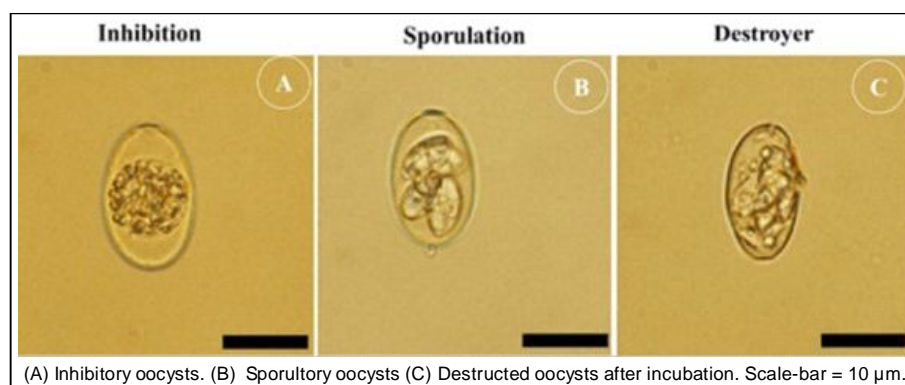 Inhibition Sporulation Destroyer
A B C
(A) Inhibitory oocysts. (B) Sporultory oocysts (C) Destructed oocysts after incubation. Scale-bar = 10 µm.